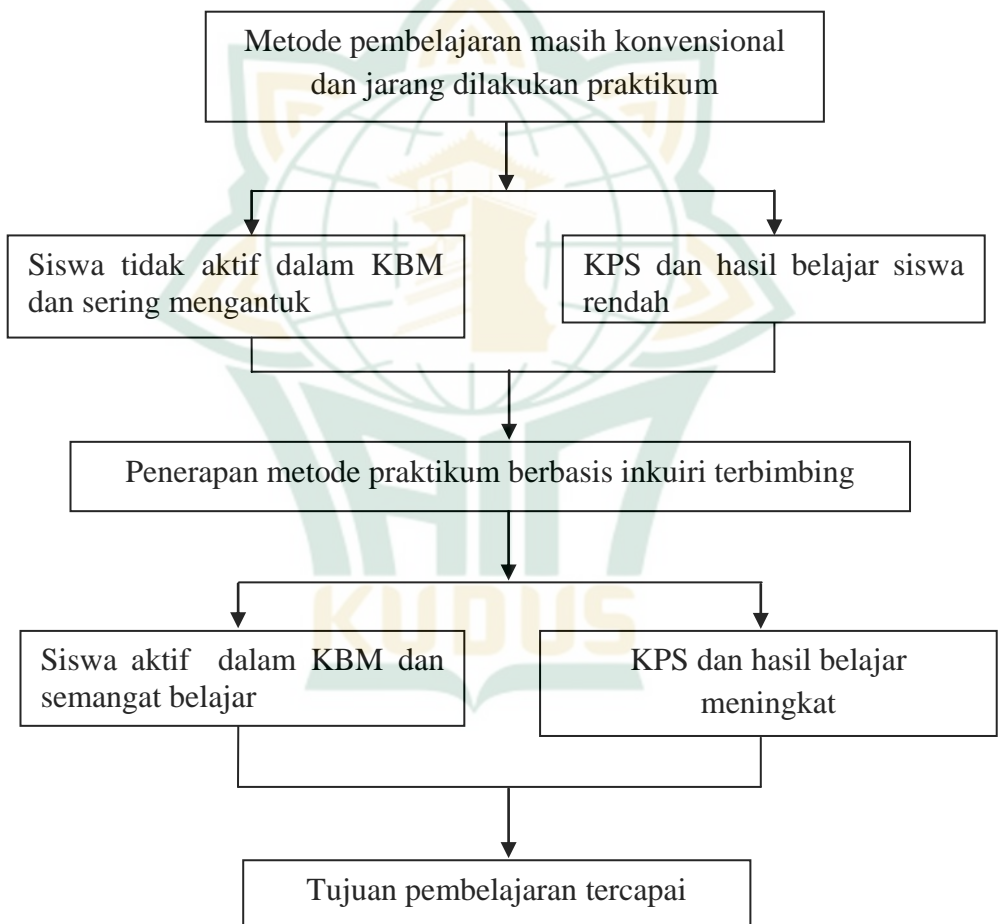 Metode pembelajaran masih konvensional
dan jarang dilakukan praktikum
Siswa tidak aktif dalam KBM
dan sering mengantuk
KPS dan hasil belajar siswa
rendah
Penerapan metode praktikum berbasis inkuiri terbimbing
KUDUS
Siswa aktif dalam KBM dan
semangat belajar
KPS dan hasil belajar
meningkat
Tujuan pembelajaran tercapai